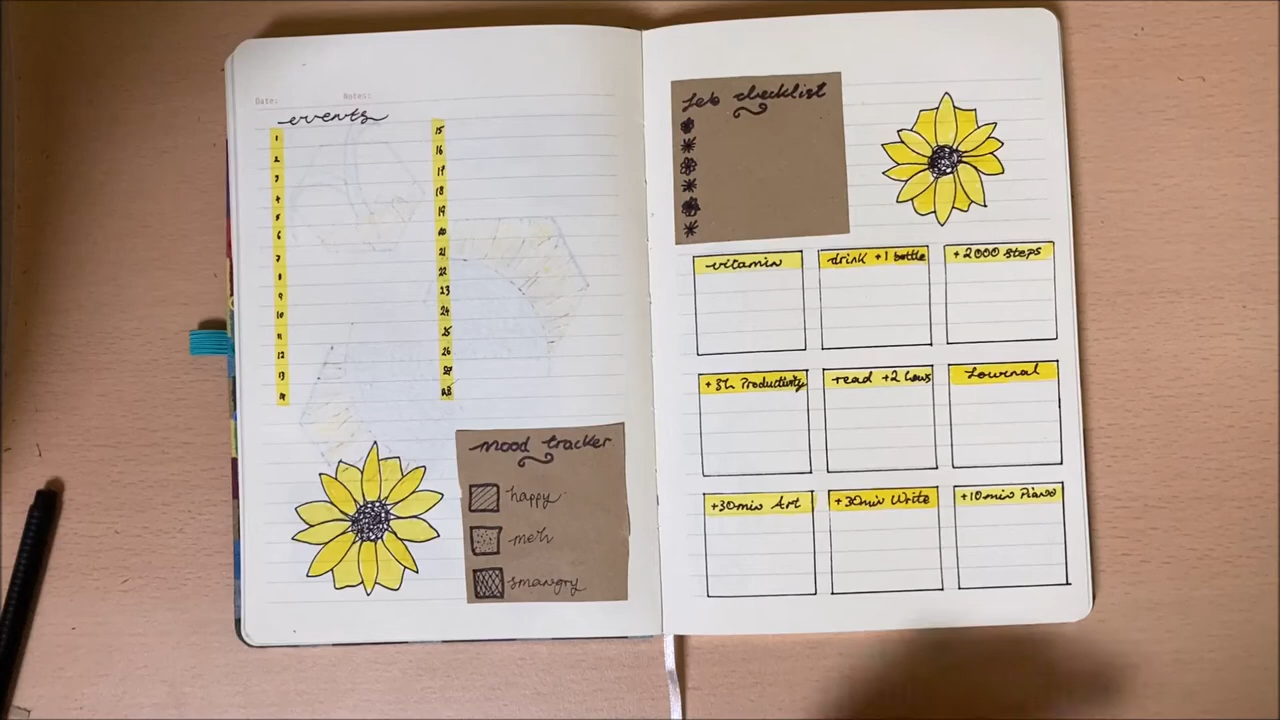 Date:
Notes:
events
1
2
3
4
5
6
7
8
9
10
11
12
13
14
15
16
17
18
19
20
21
22
23
24
25
26
27
28
mood tracker
happy
meh
smangry
feb checklist
vitamin
drink +1 bottle
+2000 steps
+3h Productivity
read +2 hours
Journal
+30min Art
+30min Write
+10min Piano